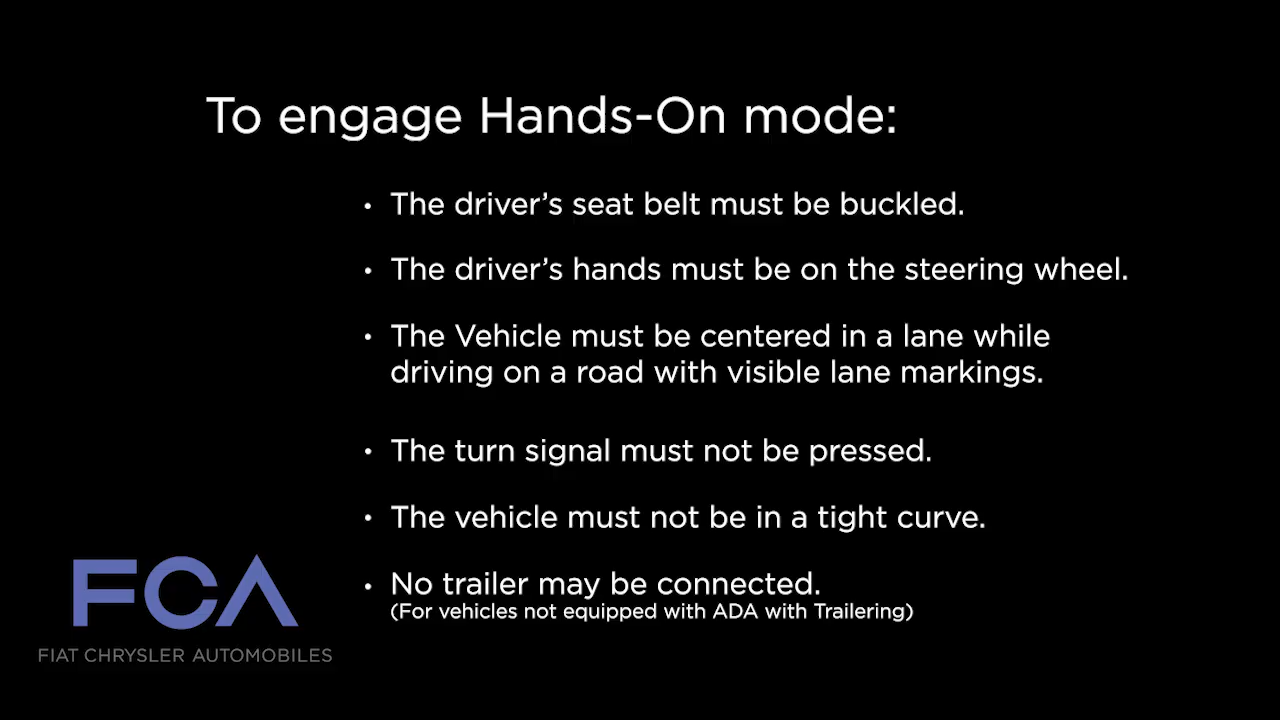 To engage Hands-On mode:
• The driver’s seat belt must be buckled.
• The driver’s hands must be on the steering wheel.
• The Vehicle must be centered in a lane while
driving on a road with visible lane markings.
• The turn signal must not be pressed.
• The vehicle must not be in a tight curve.
• No trailer may be connected.
(For vehicles not equipped with ADA with Trailering)
FCA
FIAT CHRYSLER AUTOMOBILES